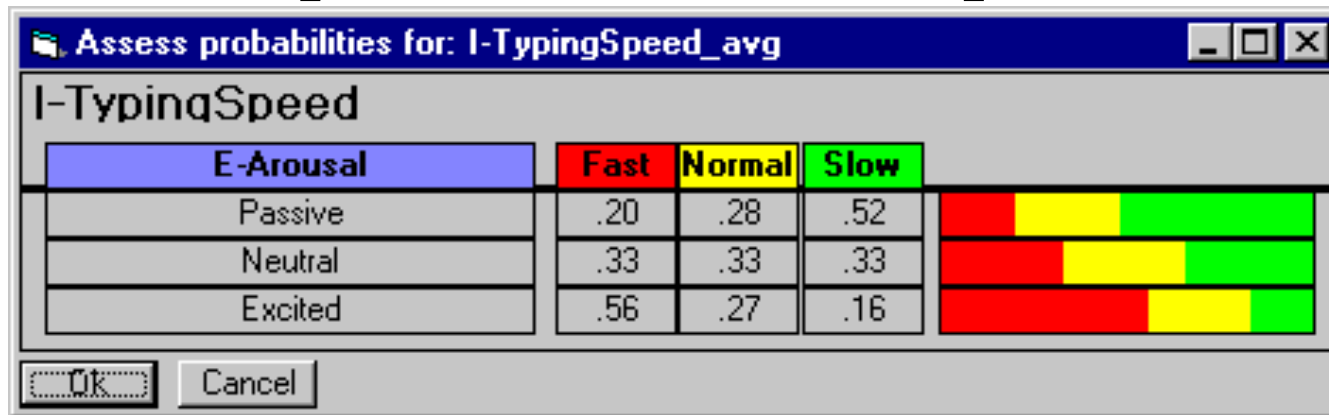 Assess probabilities for: I-TypingSpeed_avg
I-TypingSpeed
E-Arousal Fast Normal Slow
Passive .20 .28 .52
Neutral .33 .33 .33
Excited .56 .27 .16
Ok Cancel